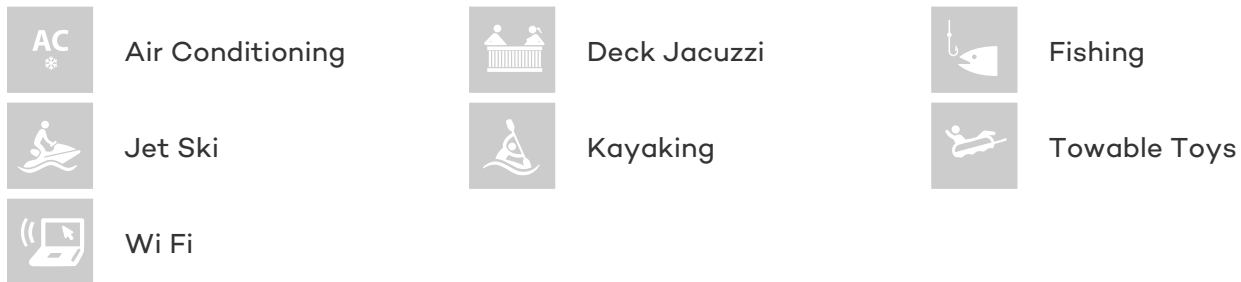 AC
Air Conditioning
Deck Jacuzzi
Fishing
Jet Ski
Kayaking
Towable Toys
Wi Fi